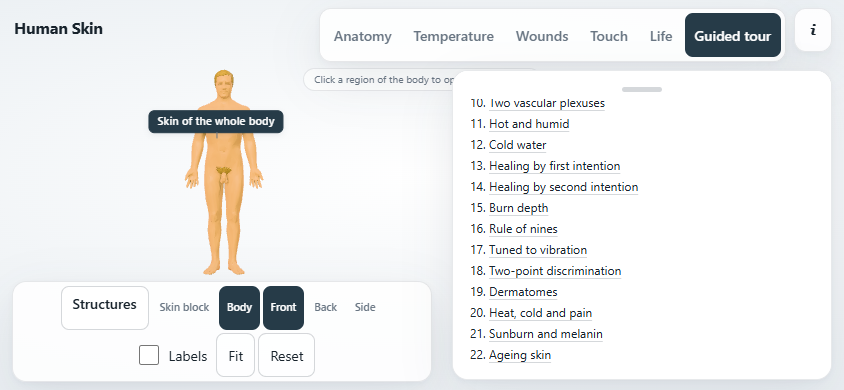 Human Skin
Anatomy Temperature Wounds Touch Life Guided tour i
Click a region of the body to op
Skin of the whole body
10. Two vascular plexuses
11. Hot and humid
12. Cold water
13. Healing by first intention
14. Healing by second intention
15. Burn depth
16. Rule of nines
17. Tuned to vibration
18. Two-point discrimination
19. Dermatomes
20. Heat, cold and pain
21. Sunburn and melanin
22. Ageing skin
Structures Skin block Body Front Back Side
Labels Fit Reset